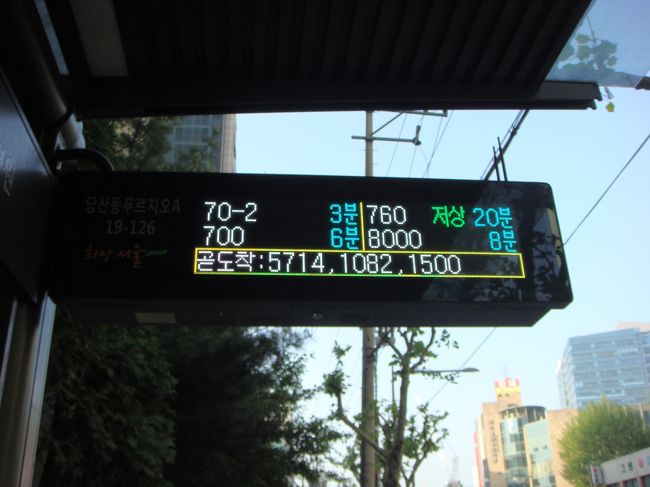 당산동푸르지오A
19-126
희망서울
70-2 3분 760 저상 20분
700 6분 8000 8분
곧도착:5714,1082,1500